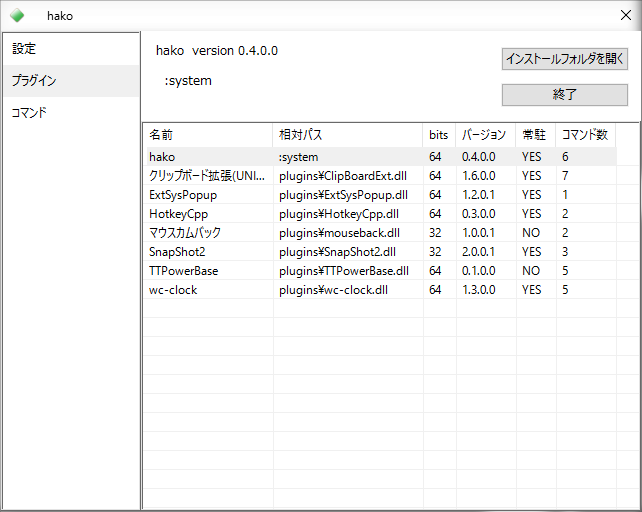 hako
設定
プラグイン
コマンド
hako version 0.4.0.0
:system
インストールフォルダを開く
終了
名前 相対パス bits バージョン 常駐 コマンド数
hako :system 64 0.4.0.0 YES 6
クリップボード拡張(UNI... plugins¥ClipBoardExt.dll 64 1.6.0.0 YES 7
ExtSysPopup plugins¥ExtSysPopup.dll 64 1.2.0.1 YES 1
HotkeyCpp plugins¥HotkeyCpp.dll 64 0.3.0.0 YES 2
マウスカムバック plugins¥mouseback.dll 32 1.0.0.1 NO 2
SnapShot2 plugins¥SnapShot2.dll 32 2.0.0.1 YES 3
TTPowerBase plugins¥TTPowerBase.dll 64 0.1.0.0 NO 5
wc-clock plugins¥wc-clock.dll 64 1.3.0.0 YES 5